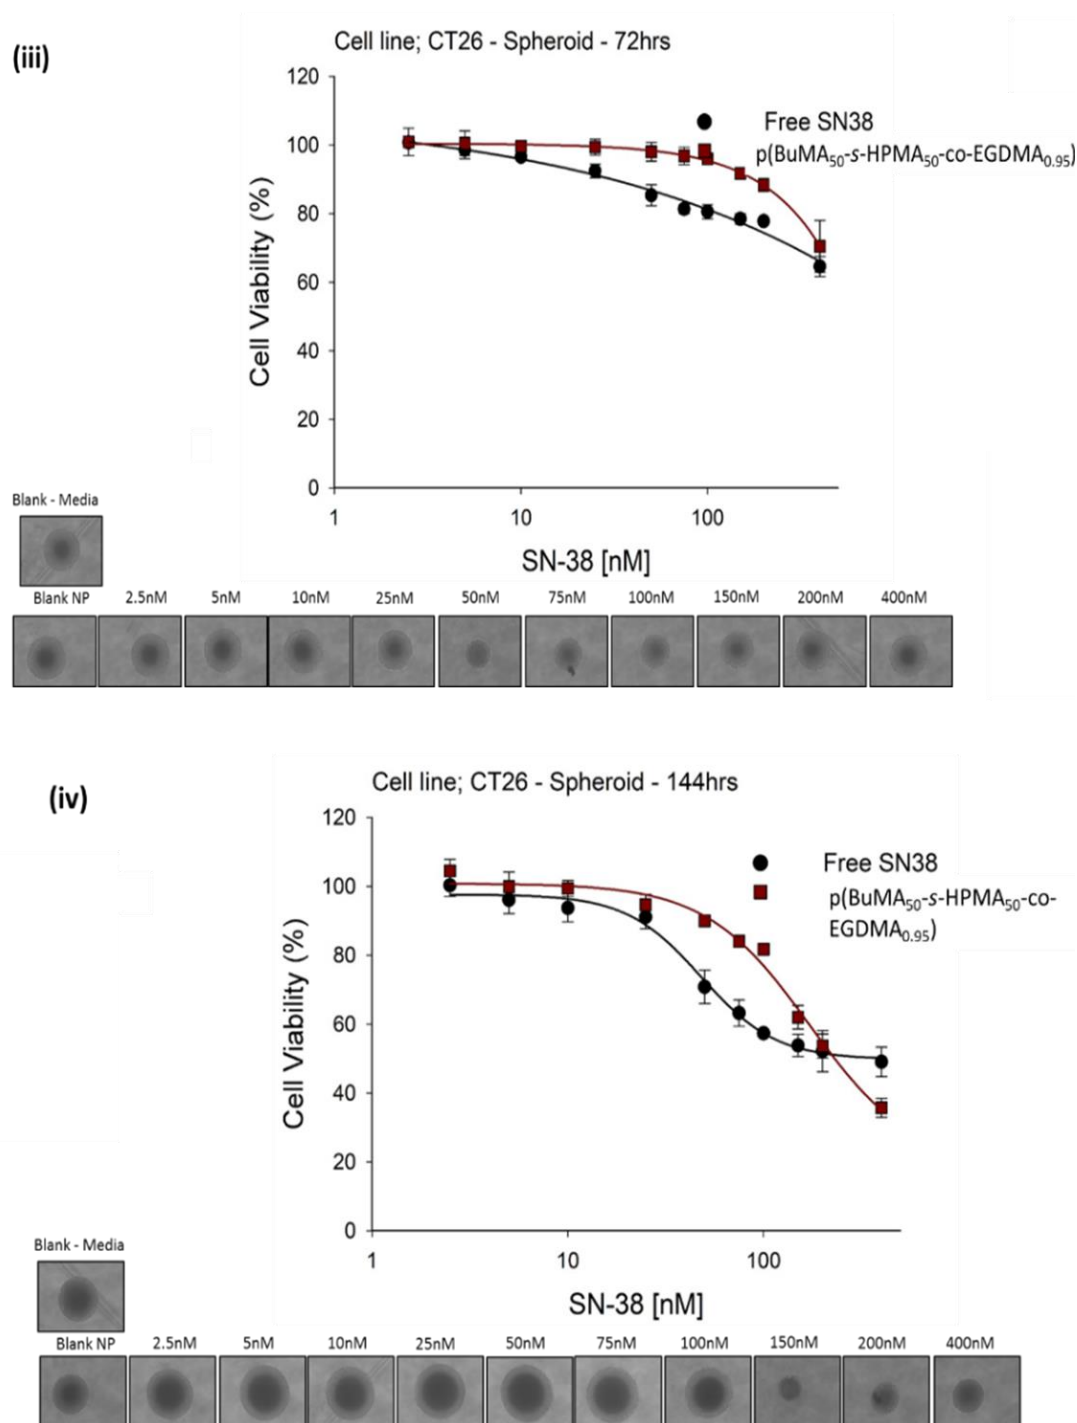 (iii)
Cell line; CT26 - Spheroid - 72hrs
120
100
80
60
40
20
0
Cell Viability (%)
Free SN38
p(BuMA50-s-HPMA50-co-EGDMA0.95)
1
10
100
SN-38 [nM]
Blank - Media
Blank NP
2.5nM
5nM
10nM
25nM
50nM
75nM
100nM
150nM
200nM
400nM
(iv)
Cell line; CT26 - Spheroid - 144hrs
120
100
80
60
40
20
0
Cell Viability (%)
Free SN38
p(BuMA50-s-HPMA50-co-
EGDMA0.95)
1
10
100
SN-38 [nM]
Blank - Media
Blank NP
2.5nM
5nM
10nM
25nM
50nM
75nM
100nM
150nM
200nM
400nM